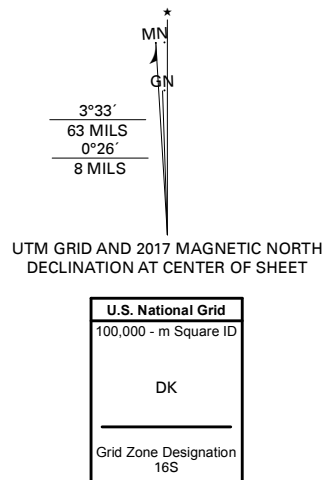 ★
MN
GN
3°33´
63 MILS
0°26´
8 MILS
UTM GRID AND 2017 MAGNETIC NORTH
DECLINATION AT CENTER OF SHEET
U.S. National Grid
100,000 - m Square ID
DK
Grid Zone Designation
16S